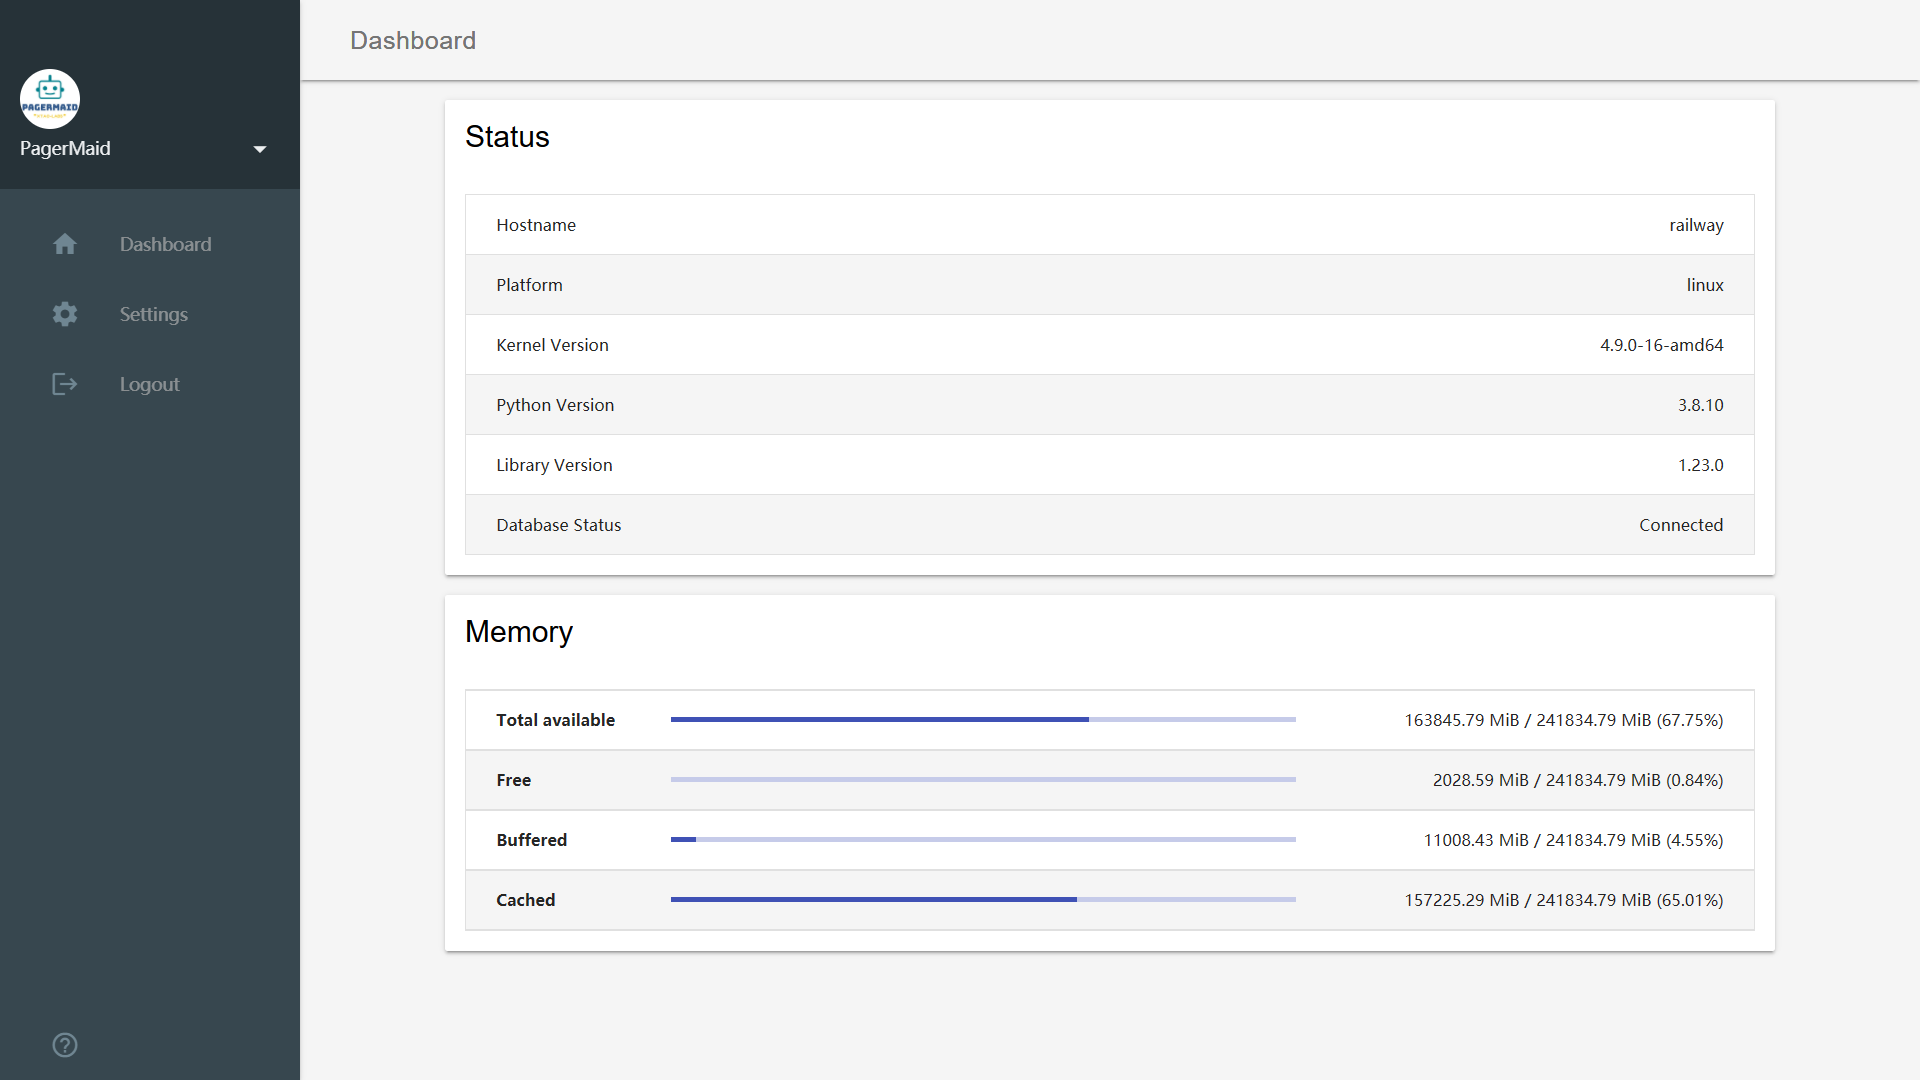 Dashboard
PAGERMAID
PagerMaid
Dashboard
Settings
Logout
Status
Hostname railway
Platform linux
Kernel Version 4.9.0-16-amd64
Python Version 3.8.10
Library Version 1.23.0
Database Status Connected
Memory
Total available 163845.79 MiB / 241834.79 MiB (67.75%)
Free 2028.59 MiB / 241834.79 MiB (0.84%)
Buffered 11008.43 MiB / 241834.79 MiB (4.55%)
Cached 157225.29 MiB / 241834.79 MiB (65.01%)